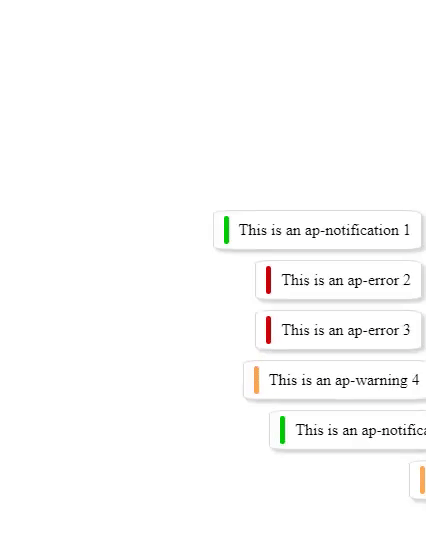 This is an ap-notification 1
This is an ap-error 2
This is an ap-error 3
This is an ap-warning 4
This is an ap-notifica